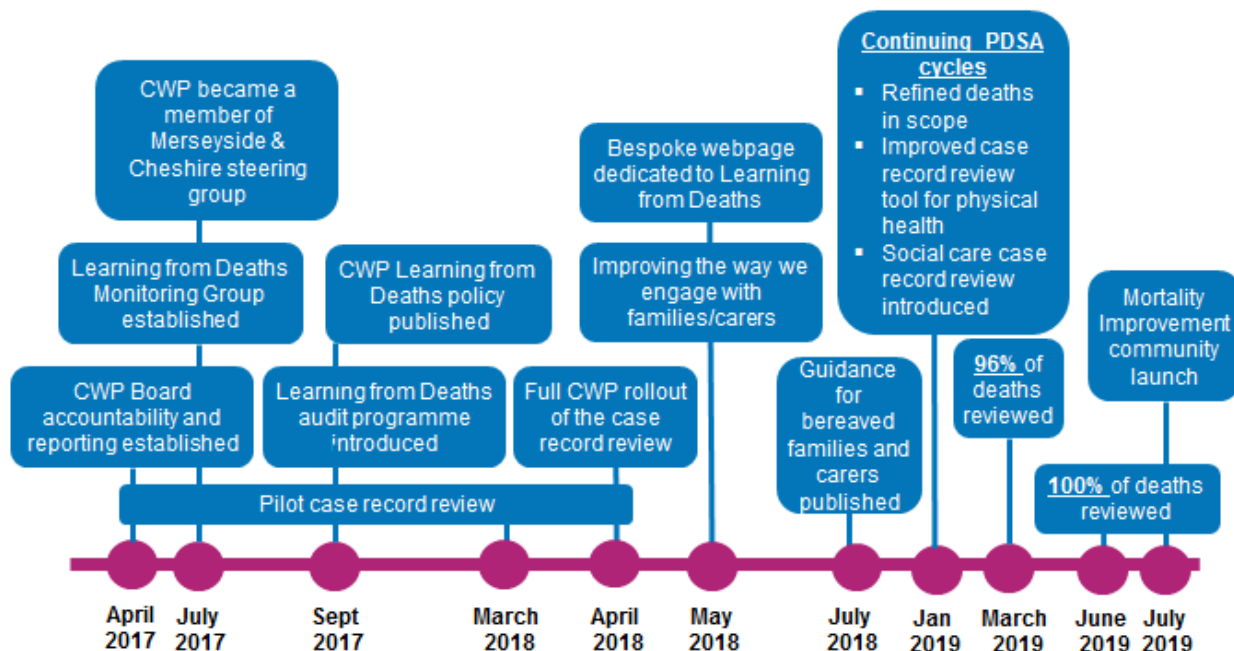 CWP became a
member of
Merseyside &
Cheshire steering
group
Learning from Deaths
Monitoring Group
established
CWP Board
accountability and
reporting established
CWP Learning from
Deaths policy
published
Learning from Deaths
audit programme
introduced
Full CWP rollout
of the case
record review
Pilot case record review
Bespoke webpage
dedicated to Learning
from Deaths
Improving the way we
engage with
families/carers
Guidance
for
bereaved
families and
carers
published
Continuing PDSA
cycles
▪ Refined deaths
in scope
▪ Improved case
record review
tool for physical
health
▪ Social care case
record review
introduced
96% of
deaths
reviewed
100% of deaths
reviewed
Mortality
Improvement
community
launch
April
2017
July
2017
Sept
2017
March
2018
April
2018
May
2018
July
2018
Jan
2019
March
2019
June
2019
July
2019